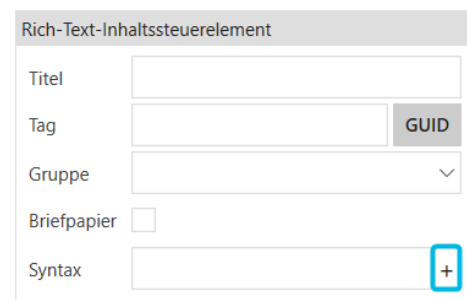 Rich-Text-Inhaltssteuerelement
Titel
Tag GUID
Gruppe
Briefpapier
Syntax +